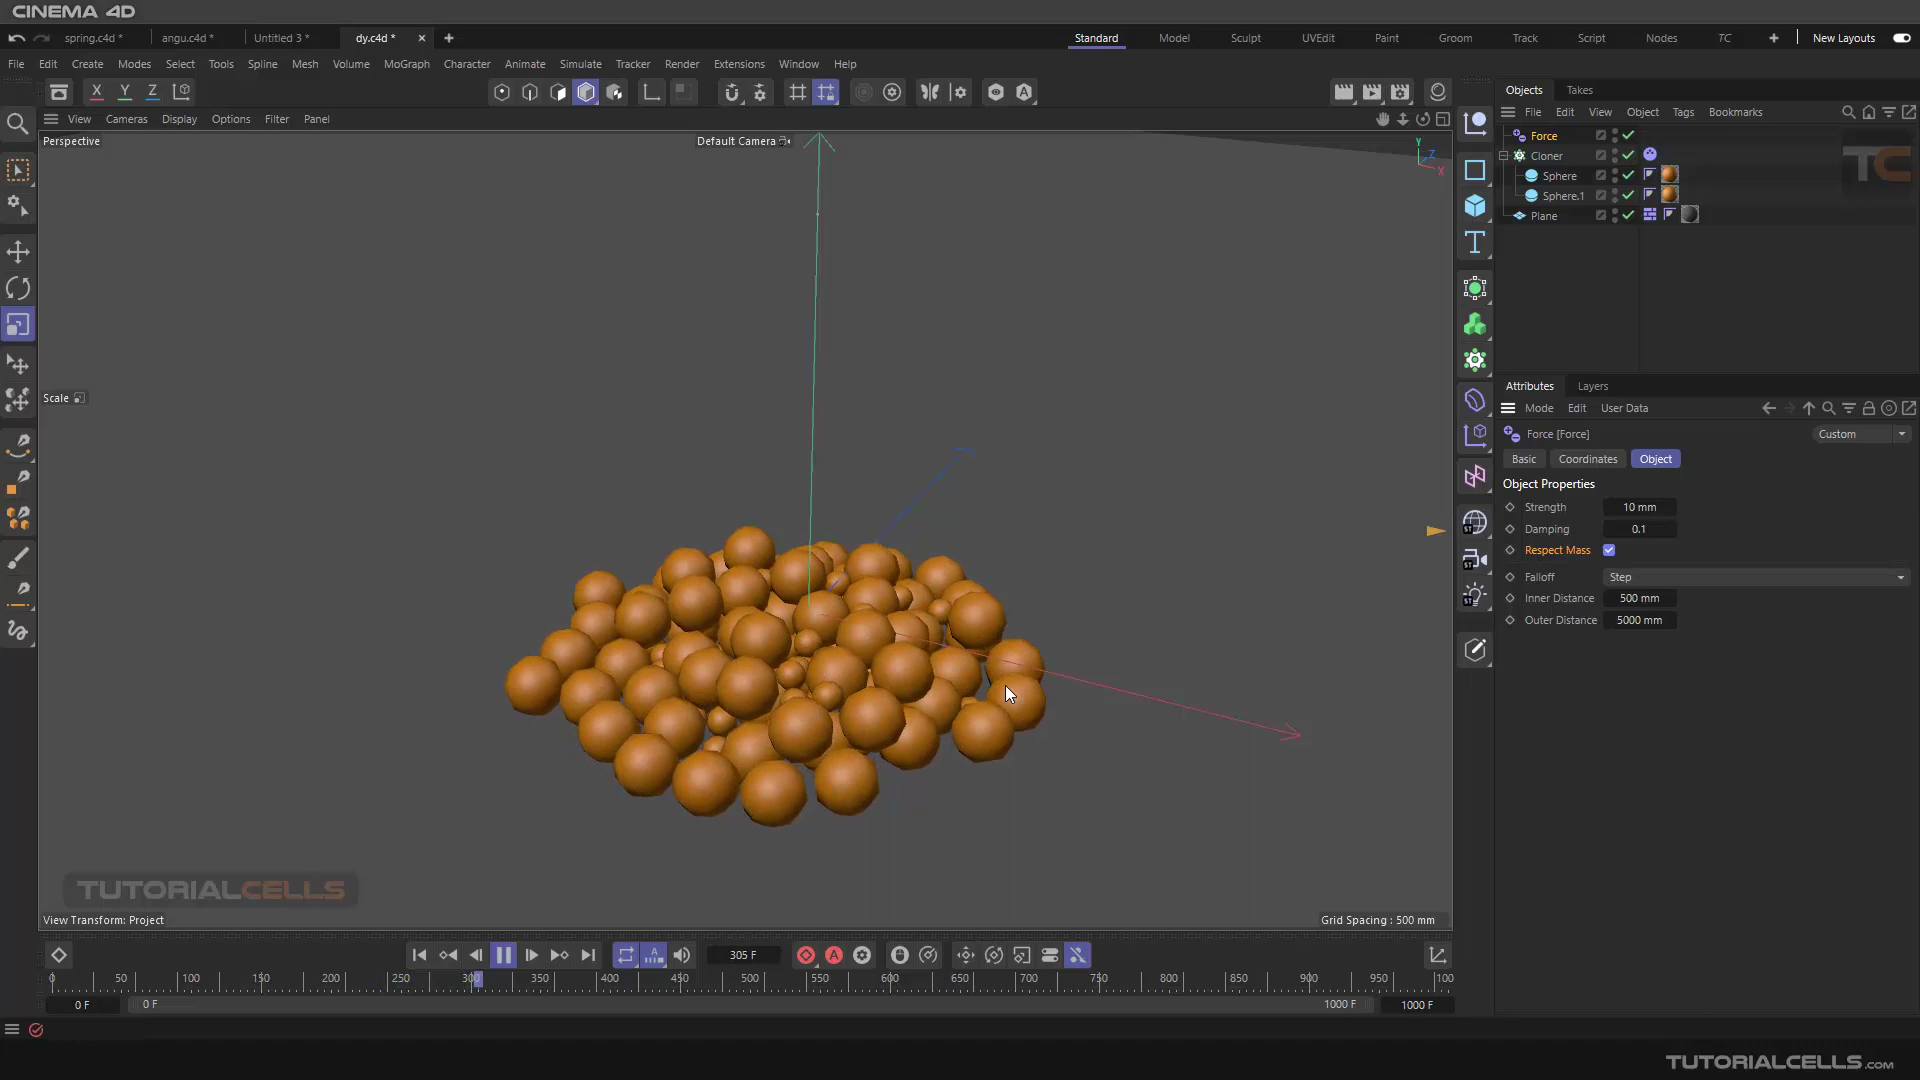 CINEMA 4D
spring.c4d * angu.c4d * Untitled 3 * dy.c4d * Standard Model Sculpt UVEdit Paint Groom Track Script Nodes TC New Layouts
File Edit Create Modes Select Tools Spline Mesh Volume MoGraph Character Animate Simulate Tracker Render Extensions Window Help
X Y Z
Objects Takes
View Cameras Display Options Filter Panel
File Edit View Object Tags Bookmarks
Perspective
Default Camera
Y
Z
X
Force
Cloner
Sphere
Sphere.1
Plane
TC
Scale
Attributes Layers
Mode Edit User Data
Force [Force]
Custom
Basic Coordinates Object
Object Properties
Strength 10 mm
Damping 0.1
Respect Mass
Falloff Step
Inner Distance 500 mm
Outer Distance 5000 mm
ST
ST
ST
TUTORIALCELLS
View Transform: Project
Grid Spacing : 500 mm
305 F
0 50 100 150 200 250 300 350 400 450 500 550 600 650 700 750 800 850 900 950 100
0 F 0 F 1000 F 1000 F
TUTORIALCELLS.COM